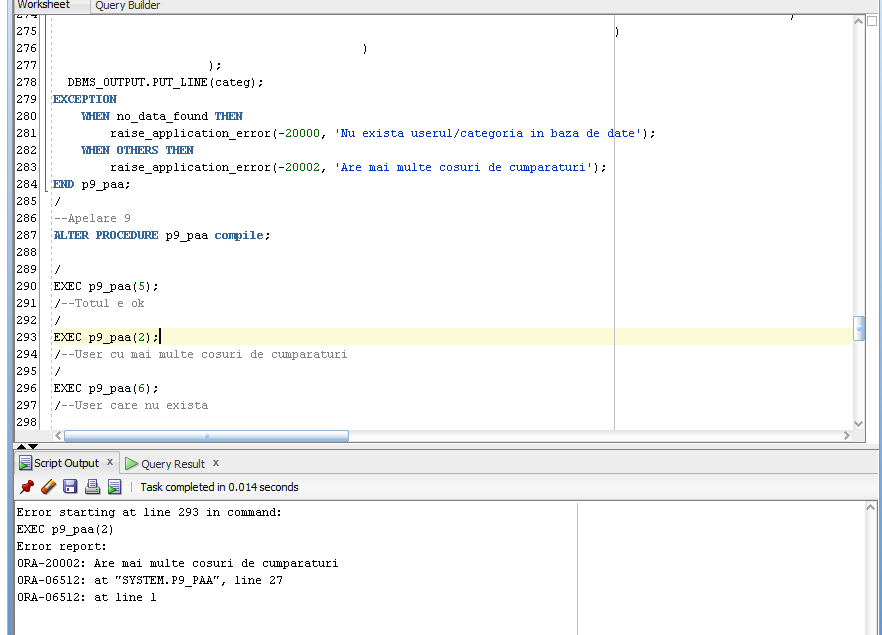 Worksheet Query Builder
274 )
275 )
276 )
277 );
278 DBMS_OUTPUT.PUT_LINE(categ);
279 EXCEPTION
280 WHEN no_data_found THEN
281 raise_application_error(-20000, 'Nu exista userul/categoria in baza de date');
282 WHEN OTHERS THEN
283 raise_application_error(-20002, 'Are mai multe cosuri de cumparaturi');
284 END p9_paa;
285 /
286 --Apelare 9
287 ALTER PROCEDURE p9_paa compile;
288
289 /
290 EXEC p9_paa(5);
291 /--Totul e ok
292 /
293 EXEC p9_paa(2);
294 /--User cu mai multe cosuri de cumparaturi
295 /
296 EXEC p9_paa(6);
297 /--User care nu exista
298
Script Output x Query Result x
Task completed in 0.014 seconds
Error starting at line 293 in command:
EXEC p9_paa(2)
Error report:
ORA-20002: Are mai multe cosuri de cumparaturi
ORA-06512: at "SYSTEM.P9_PAA", line 27
ORA-06512: at line 1